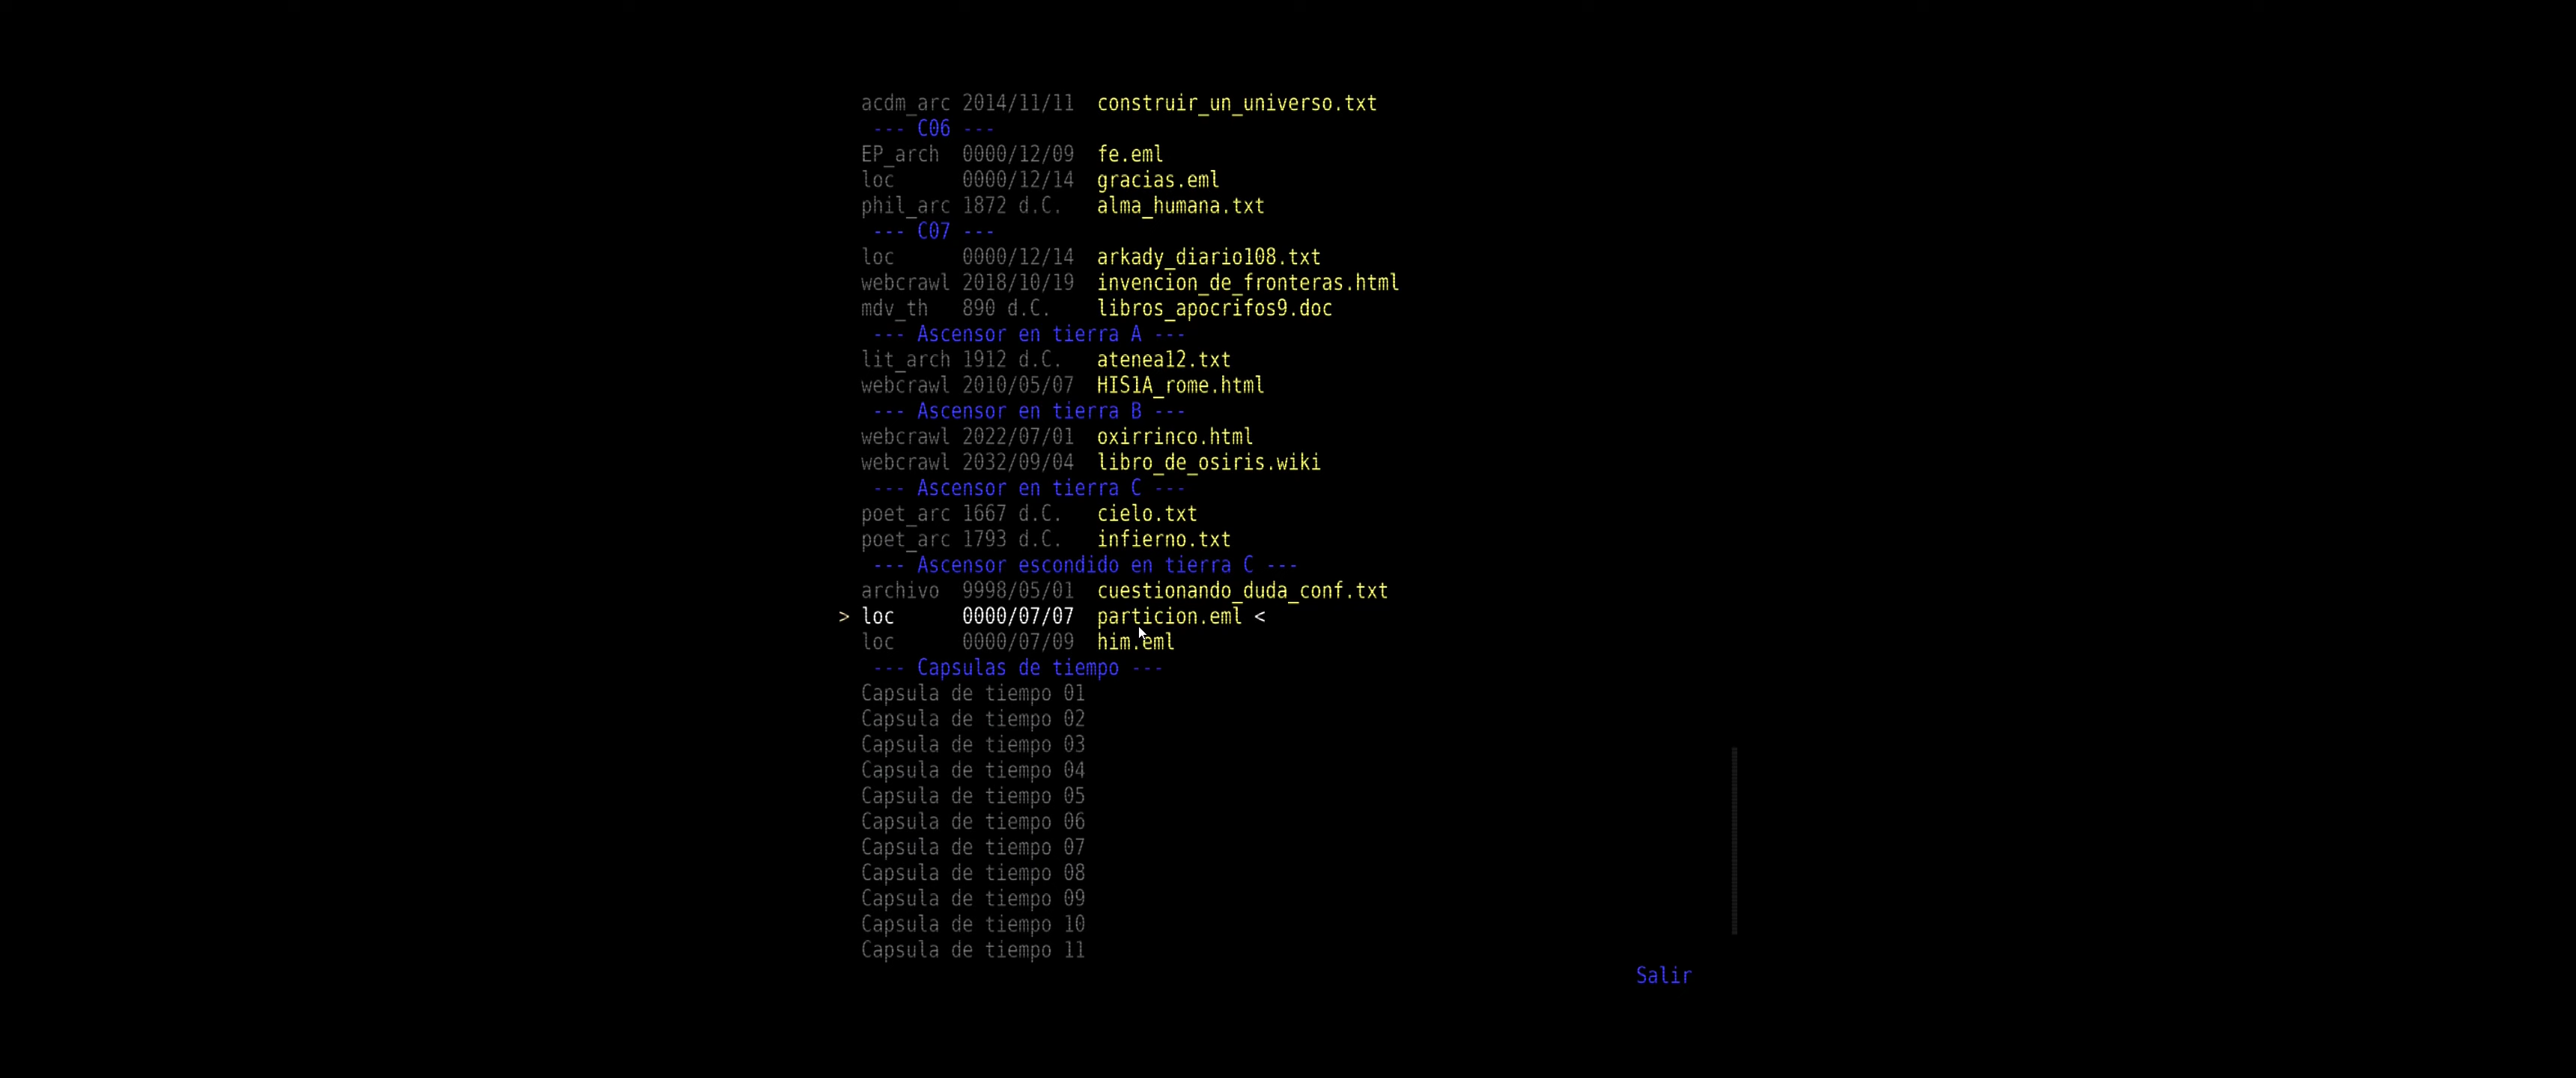 acdm_arc 2014/11/11 construir_un_universo.txt
--- C06 ---
EP_arch 0000/12/09 fe.eml
loc 0000/12/14 gracias.eml
phil_arc 1872 d.C. alma_humana.txt
--- C07 ---
loc 0000/12/14 arkady_diario108.txt
webcrawl 2018/10/19 invencion_de_fronteras.html
mdv_th 890 d.C. libros_apocrifos9.doc
--- Ascensor en tierra A ---
lit_arch 1912 d.C. atenea12.txt
webcrawl 2010/05/07 HIS1A_rome.html
--- Ascensor en tierra B ---
webcrawl 2022/07/01 oxirrinco.html
webcrawl 2032/09/04 libro_de_osiris.wiki
--- Ascensor en tierra C ---
poet_arc 1667 d.C. cielo.txt
poet_arc 1793 d.C. infierno.txt
--- Ascensor escondido en tierra C ---
archivo 9998/05/01 cuestionando_duda_conf.txt
> loc 0000/07/07 particion.eml <
loc 0000/07/09 him.eml
--- Capsulas de tiempo ---
Capsula de tiempo 01
Capsula de tiempo 02
Capsula de tiempo 03
Capsula de tiempo 04
Capsula de tiempo 05
Capsula de tiempo 06
Capsula de tiempo 07
Capsula de tiempo 08
Capsula de tiempo 09
Capsula de tiempo 10
Capsula de tiempo 11
Salir